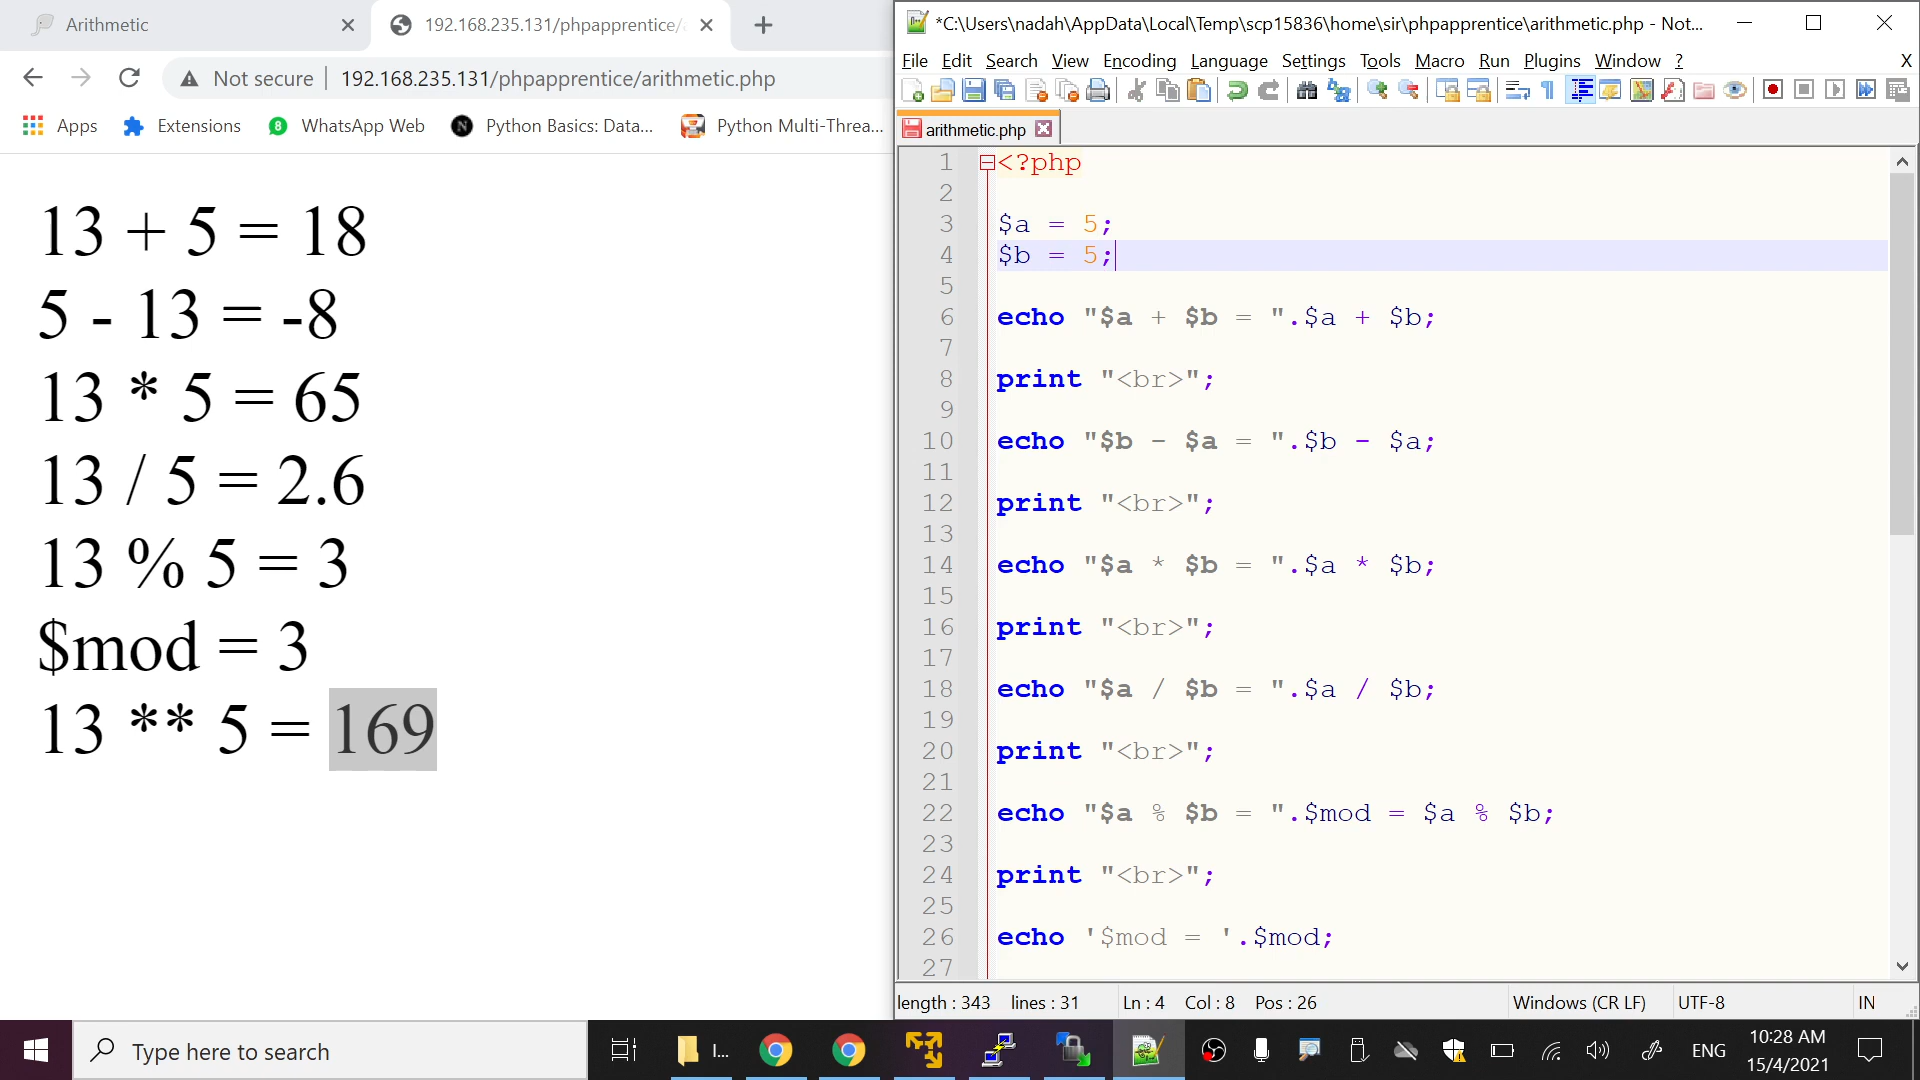 Arithmetic
192.168.235.131/phpapprentice/a
Not secure | 192.168.235.131/phpapprentice/arithmetic.php
Apps Extensions WhatsApp Web Python Basics: Data... Python Multi-Threa...
13 + 5 = 18
5 - 13 = -8
13 * 5 = 65
13 / 5 = 2.6
13 % 5 = 3
$mod = 3
13 ** 5 = 169
*C:\Users\nadah\AppData\Local\Temp\scp15836\home\sir\phpapprentice\arithmetic.php - Not...
File Edit Search View Encoding Language Settings Tools Macro Run Plugins Window ? X
arithmetic.php
1 <?php
2
3 $a = 5;
4 $b = 5;
5
6 echo "$a + $b = ".$a + $b;
7
8 print "<br>";
9
10 echo "$b - $a = ".$b - $a;
11
12 print "<br>";
13
14 echo "$a * $b = ".$a * $b;
15
16 print "<br>";
17
18 echo "$a / $b = ".$a / $b;
19
20 print "<br>";
21
22 echo "$a % $b = ".$mod = $a % $b;
23
24 print "<br>";
25
26 echo '$mod = '.$mod;
27
length : 343 lines : 31 Ln : 4 Col : 8 Pos : 26 Windows (CR LF) UTF-8 IN
Type here to search
I...
ENG
10:28 AM
15/4/2021